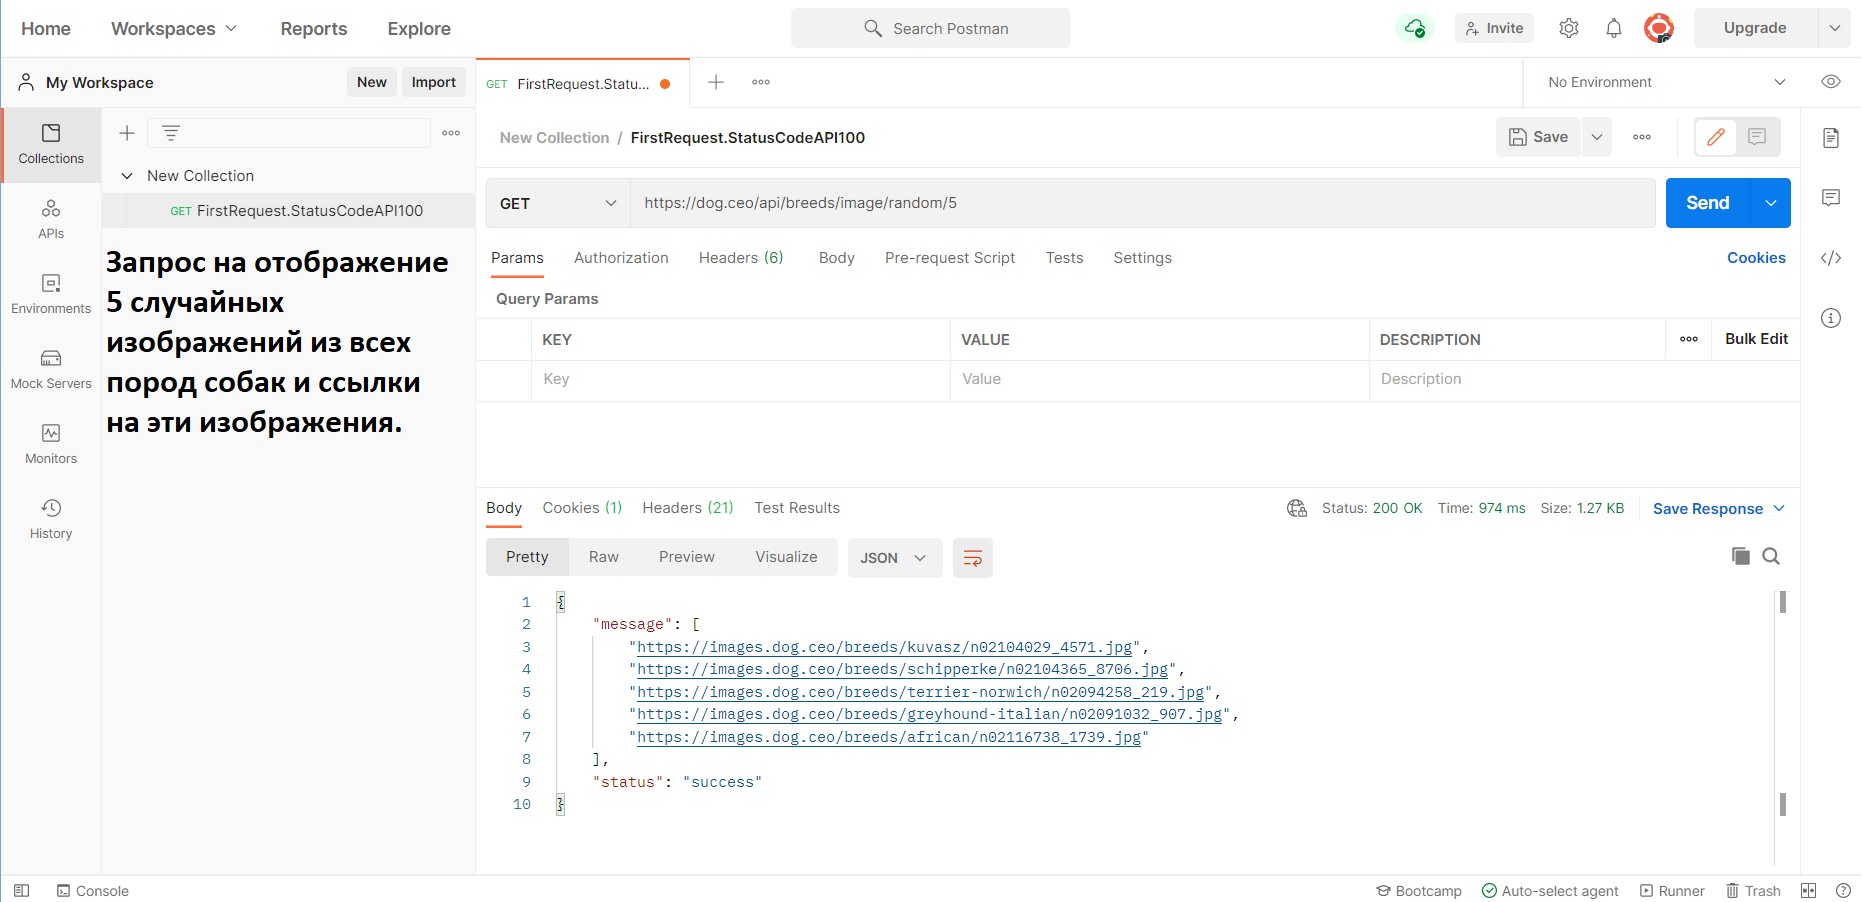 Home Workspaces Reports Explore Search Postman Invite Upgrade
My Workspace New Import GET FirstRequest.Statu... No Environment
New Collection / FirstRequest.StatusCodeAPI100 Save
Collections
New Collection
GET FirstRequest.StatusCodeAPI100
GET https://dog.ceo/api/breeds/image/random/5 Send
APIs
Environments
Mock Servers
Monitors
History
Запрос на отображение
5 случайных
изображений из всех
пород собак и ссылки
на эти изображения.
Params Authorization Headers (6) Body Pre-request Script Tests Settings Cookies
Query Params
KEY VALUE DESCRIPTION Bulk Edit
Key Value Description
Body Cookies (1) Headers (21) Test Results Status: 200 OK Time: 974 ms Size: 1.27 KB Save Response
Pretty Raw Preview Visualize JSON
1 {
2 "message": [
3 "https://images.dog.ceo/breeds/kuvasz/n02104029_4571.jpg",
4 "https://images.dog.ceo/breeds/schipperke/n02104365_8706.jpg",
5 "https://images.dog.ceo/breeds/terrier-norwich/n02094258_219.jpg",
6 "https://images.dog.ceo/breeds/greyhound-italian/n02091032_907.jpg",
7 "https://images.dog.ceo/breeds/african/n02116738_1739.jpg"
8 ],
9 "status": "success"
10 }
Console Bootcamp Auto-select agent Runner Trash